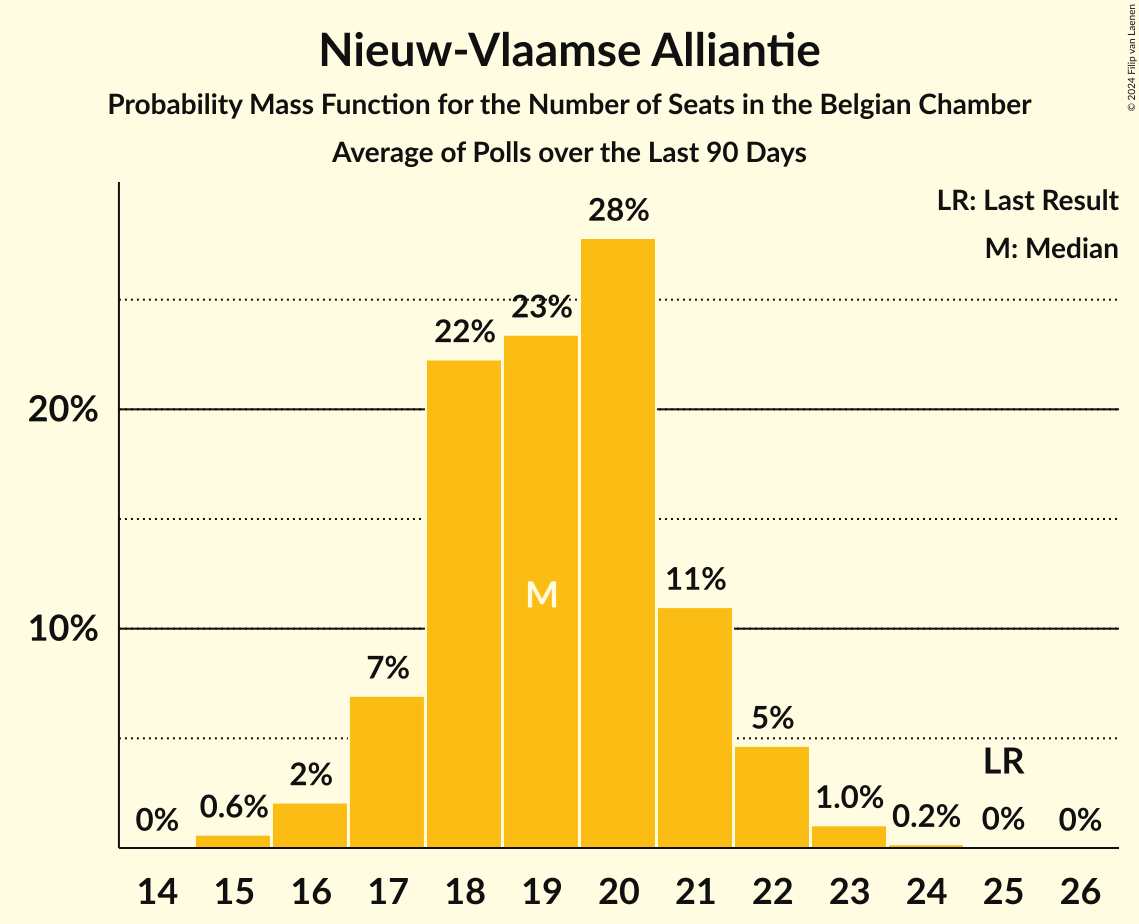 Nieuw-Vlaamse Alliantie
Probability Mass Function for the Number of Seats in the Belgian Chamber
Average of Polls over the Last 90 Days
© 2024 Filip van Laenen
LR: Last Result
M: Median
28%
23%
22%
20%
11%
M
10%
7%
5%
LR
2%
0% 0.6% 1.0% 0.2% 0% 0%
14 15 16 17 18 19 20 21 22 23 24 25 26